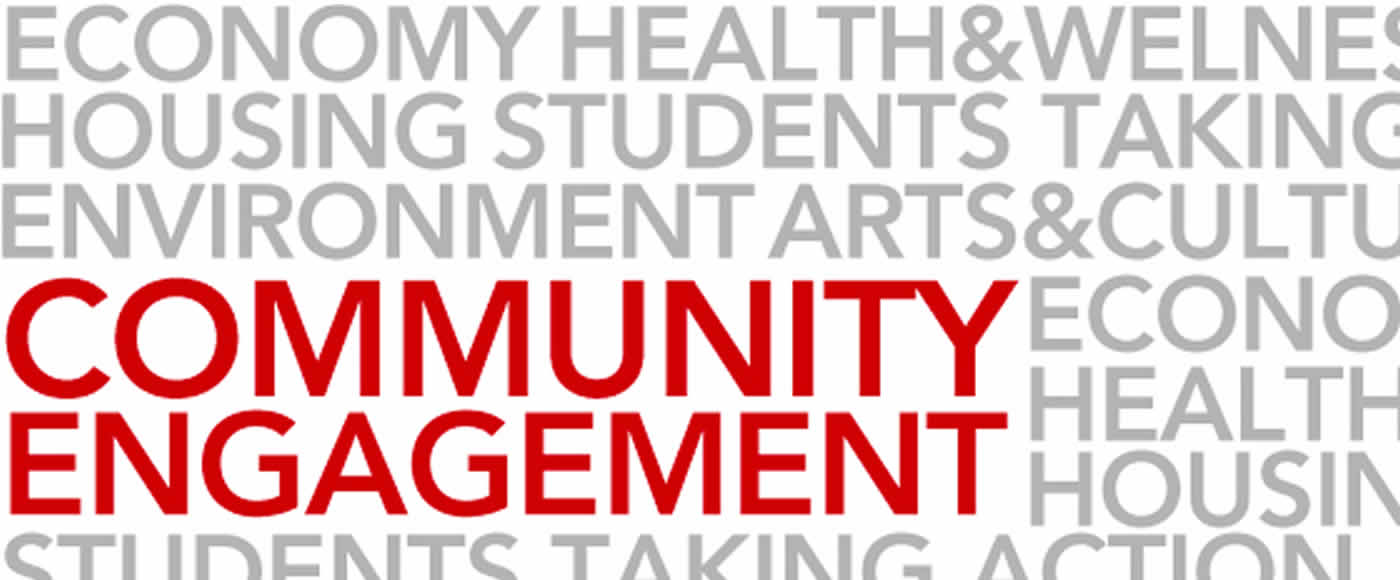 ECONOMY HEALTH&WELNES
HOUSING STUDENTS TAKING
ENVIRONMENT ARTS&CULTU
COMMUNITY
ENGAGEMENT
ECONO
HEALTH
HOUSIN
STUDENTS TAKING ACTION